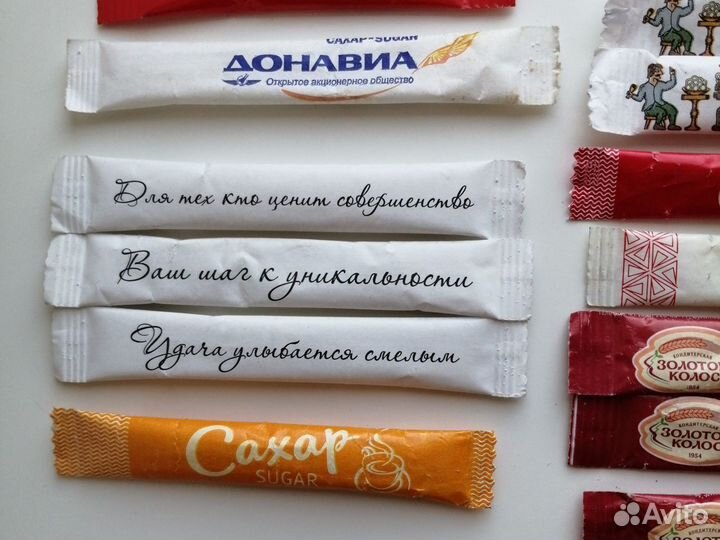 САХАР-SUGAR
ДОНАВИА
Открытое акционерное общество
Для тех кто ценит совершенство
Ваш шаг к уникальности
Удача улыбается смелым
Сахар
SUGAR
КОНДИТЕРСКАЯ
ЗОЛОТОЙ
КОЛОС
1954
КОНДИТЕРСКАЯ
ЗОЛОТО
КОЛОС
1954
Avito